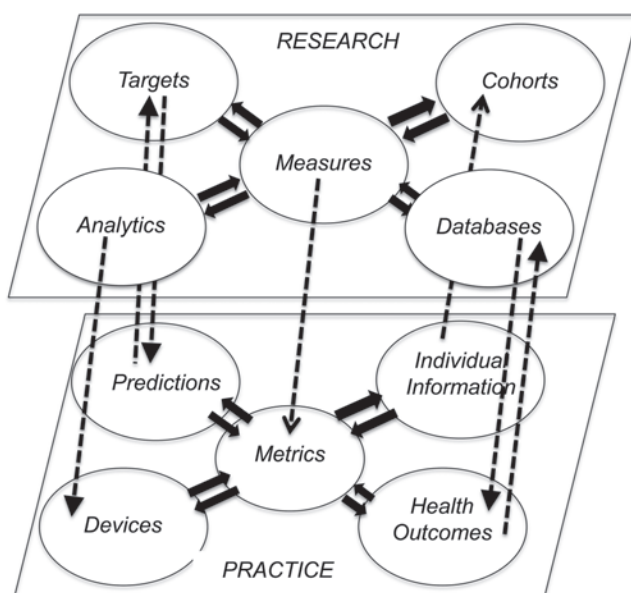 RESEARCH
Targets
Cohorts
Measures
Analytics
Databases
Predictions
Individual
Information
Metrics
Devices
Health
Outcomes
PRACTICE